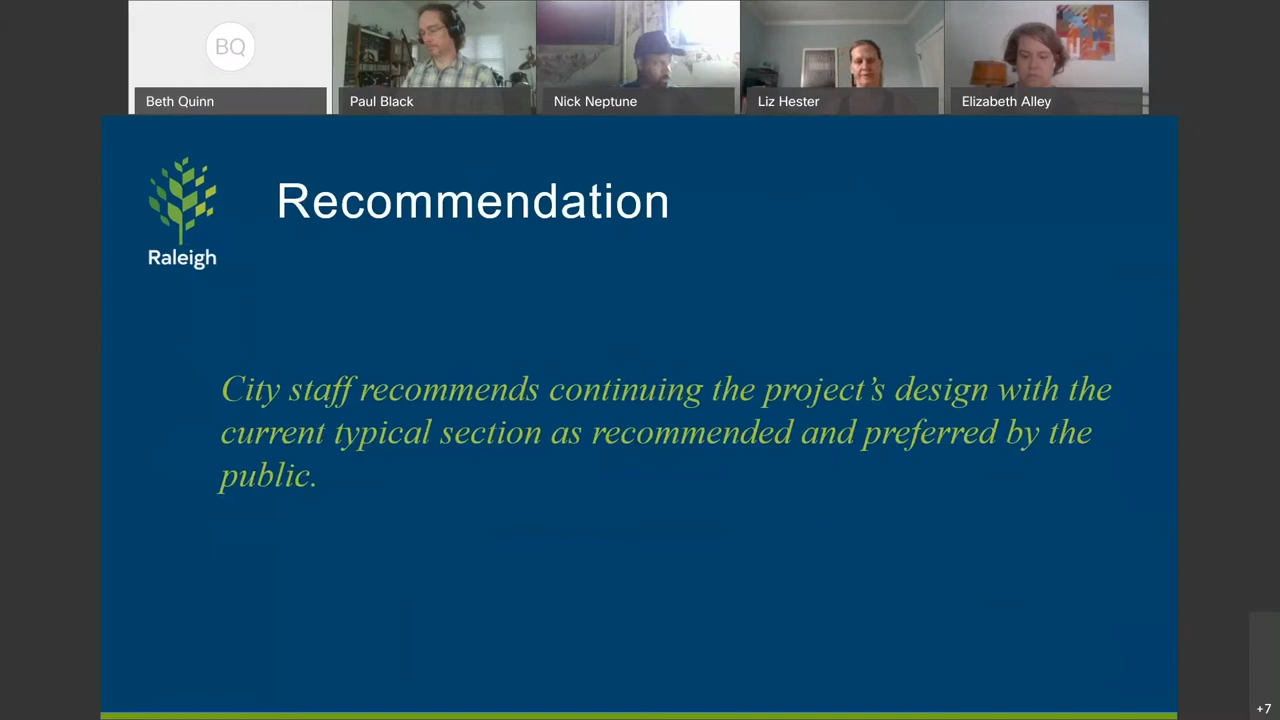 BQ
Beth Quinn
Paul Black
Nick Neptune
Liz Hester
Elizabeth Alley
Raleigh
Recommendation
City staff recommends continuing the project’s design with the
current typical section as recommended and preferred by the
public.
+7